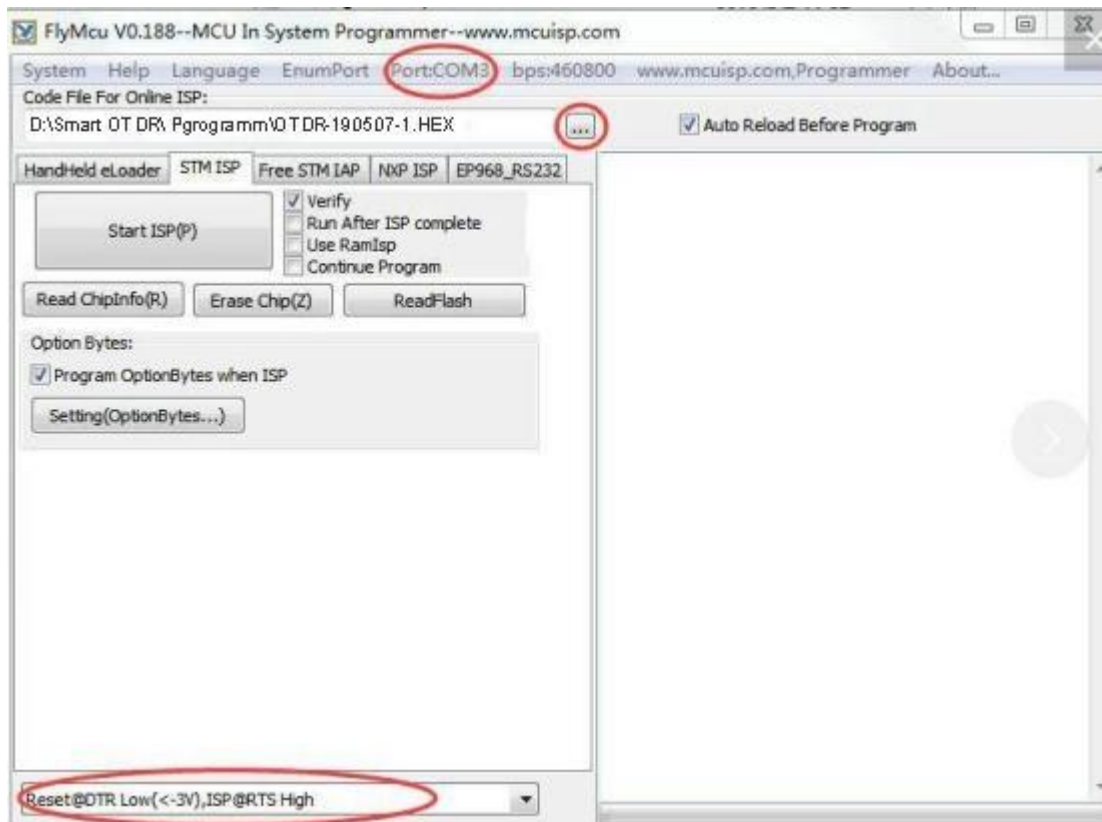 FlyMcu V0.188--MCU In System Programmer--www.mcuisp.com
System Help Language EnumPort Port:COM3 bps:460800 www.mcuisp.com,Programmer About...
Code File For Online ISP:
D:\Smart OT DR\ Pgrogramm\OTDR-190507-1.HEX ... Auto Reload Before Program
HandHeld eLoader STM ISP Free STM IAP NXP ISP EP968_RS232
Verify
Start ISP(P) Run After ISP complete
Use RamIsp
Continue Program
Read ChipInfo(R) Erase Chip(Z) ReadFlash
Option Bytes:
Program OptionBytes when ISP
Setting(OptionBytes...)
Reset@DTR Low(<-3V),ISP@RTS High